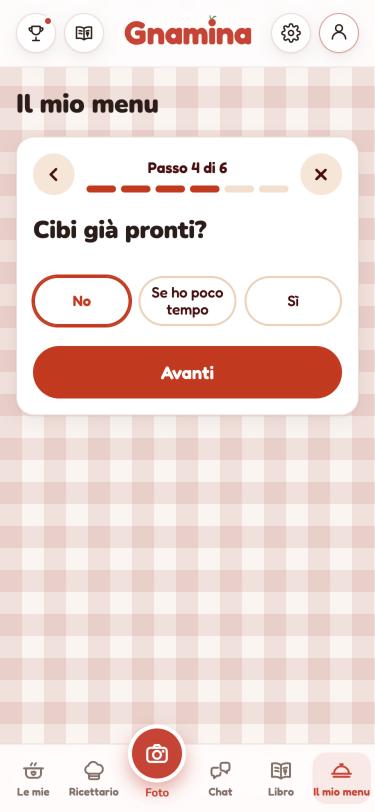 Gnamina
Il mio menu
Passo 4 di 6
Cibi già pronti?
No
Se ho poco
tempo
Sì
Avanti
Le mie
Ricettario
Foto
Chat
Libro
Il mio menu